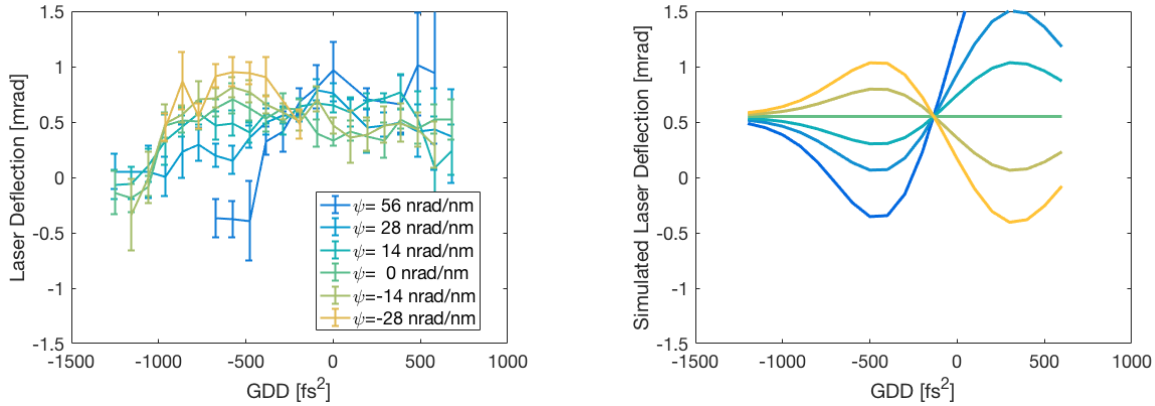 Laser Deflection [mrad]
1.5
1
0.5
0
-0.5
-1
-1.5
-1500
-1000
-500
0
500
1000
GDD [fs²]
ψ= 56 nrad/nm
ψ= 28 nrad/nm
ψ= 14 nrad/nm
ψ= 0 nrad/nm
ψ=-14 nrad/nm
ψ=-28 nrad/nm
Simulated Laser Deflection [mrad]
1.5
1
0.5
0
-0.5
-1
-1.5
-1500
-1000
-500
0
500
1000
GDD [fs²]